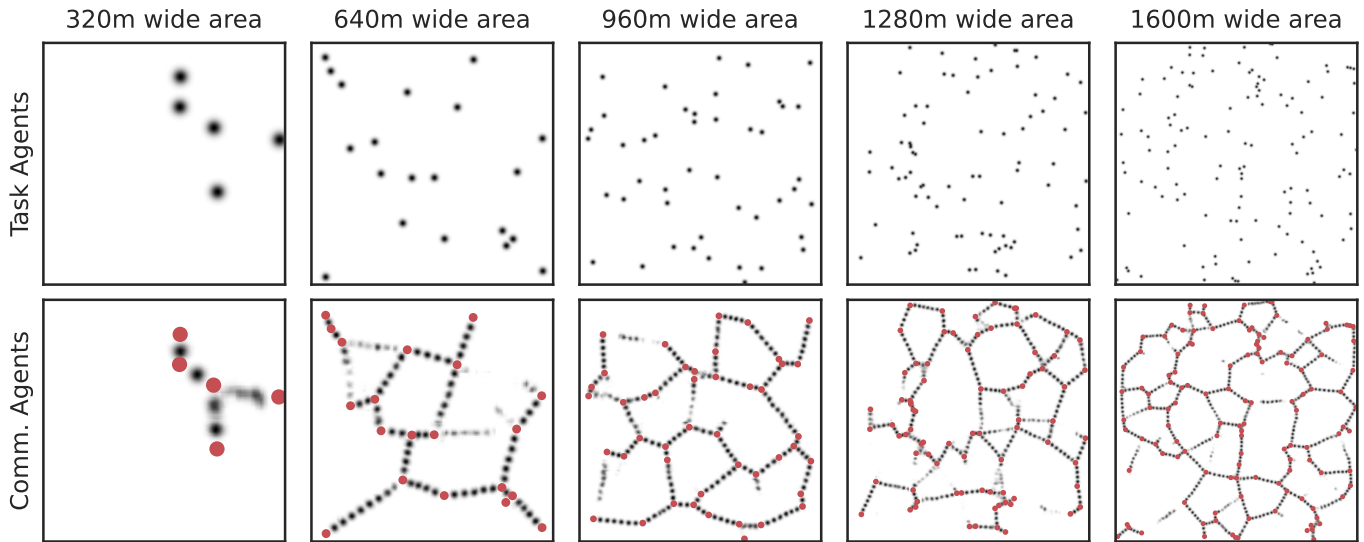 320m wide area
640m wide area
960m wide area
1280m wide area
1600m wide area
Task Agents
Comm. Agents